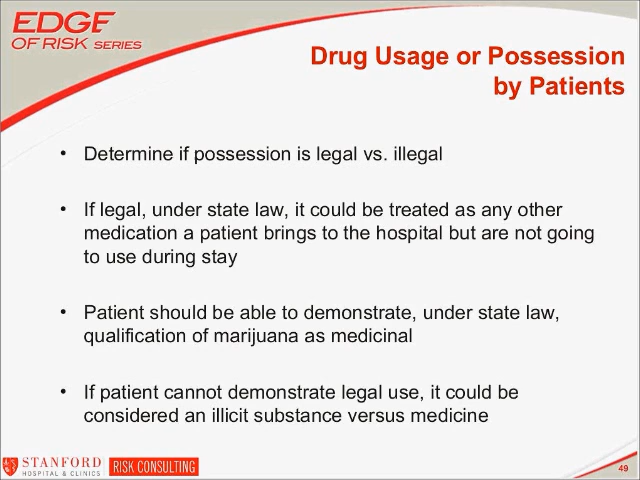 EDGE
OF RISK SERIES
Drug Usage or Possession
by Patients
• Determine if possession is legal vs. illegal
• If legal, under state law, it could be treated as any other
medication a patient brings to the hospital but are not going
to use during stay
• Patient should be able to demonstrate, under state law,
qualification of marijuana as medicinal
• If patient cannot demonstrate legal use, it could be
considered an illicit substance versus medicine
STANFORD
HOSPITAL & CLINICS
RISK CONSULTING
49